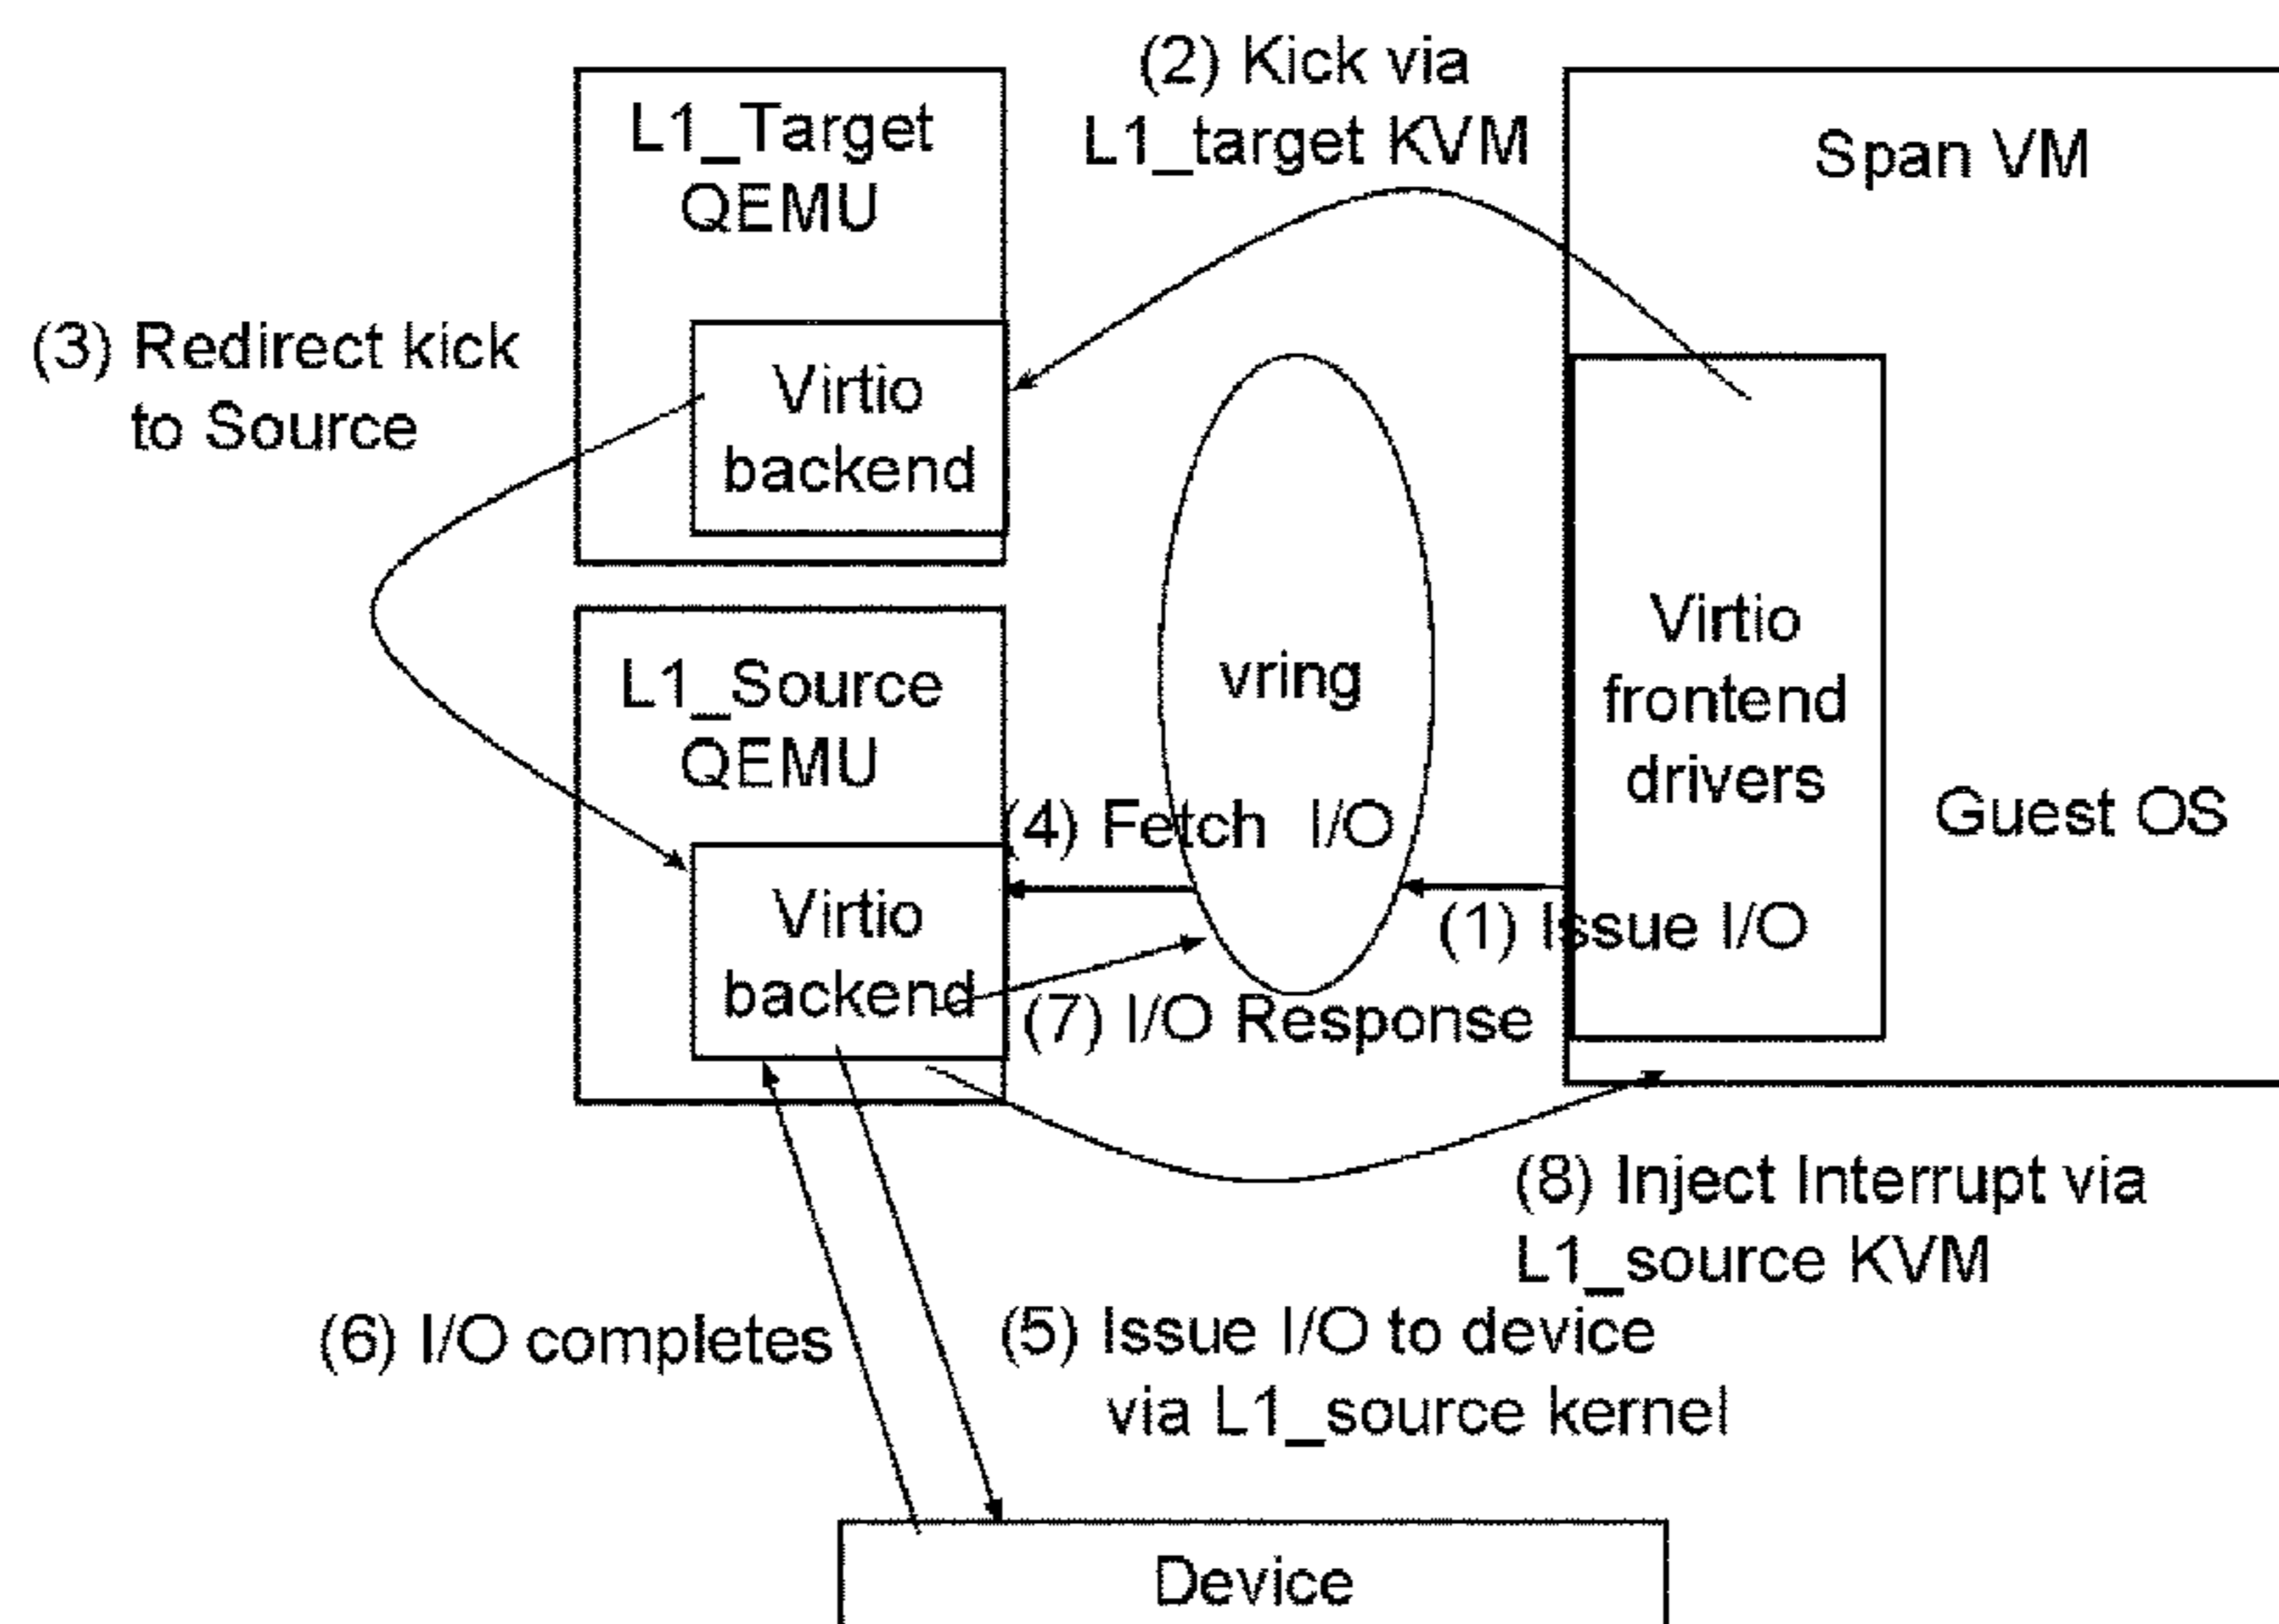 (2) Kick via
L1_target KVM
L1_Target
QEMU
Span VM
(3) Redirect kick
to Source
Virtio
backend
L1_Source
QEMU
vring
Virtio
frontend
drivers
Guest OS
(4) Fetch I/O
(1) Issue I/O
Virtio
backend
(7) I/O Response
(8) Inject Interrupt via
L1_source KVM
(6) I/O completes
(5) Issue I/O to device
via L1_source kernel
Device